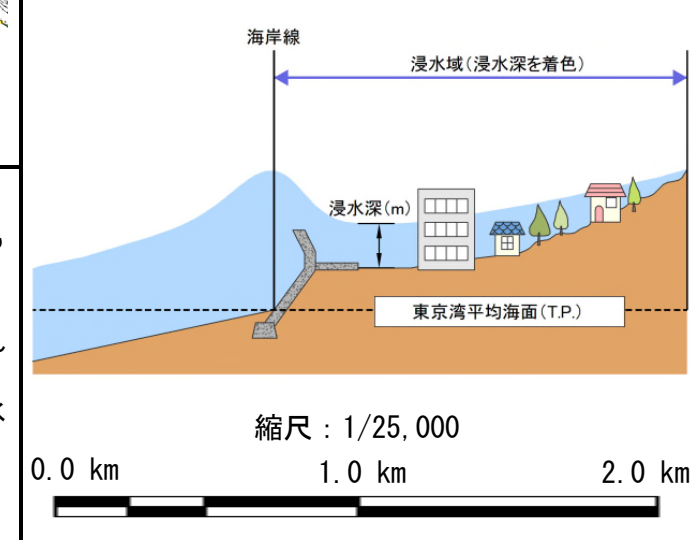 海岸線
浸水域(浸水深を着色)
浸水深(m)
東京湾平均海面(T.P.)
縮尺：1/25,000
0.0 km 1.0 km 2.0 km